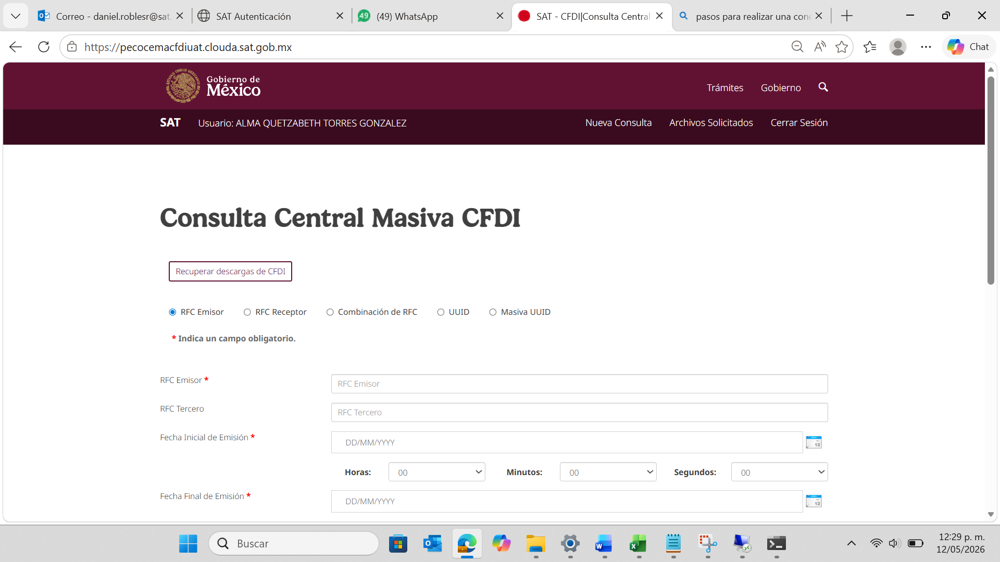 Correo - daniel.roblesr@sat.
SAT Autenticación
49
(49) WhatsApp
SAT - CFDI|Consulta Central
pasos para realizar una con
https://pecocemacfdiuat.clouda.sat.gob.mx
Chat
Gobierno de
México
Trámites
Gobierno
SAT
Usuario: ALMA QUETZABETH TORRES GONZALEZ
Nueva Consulta
Archivos Solicitados
Cerrar Sesión
Consulta Central Masiva CFDI
Recuperar descargas de CFDI
RFC Emisor
RFC Receptor
Combinación de RFC
UUID
Masiva UUID
* Indica un campo obligatorio.
RFC Emisor *
RFC Emisor
RFC Tercero
RFC Tercero
Fecha Inicial de Emisión *
DD/MM/YYYY
12
Horas:
00
Minutos:
00
Segundos:
00
Fecha Final de Emisión *
DD/MM/YYYY
12
Buscar
12:29 p. m.
12/05/2026